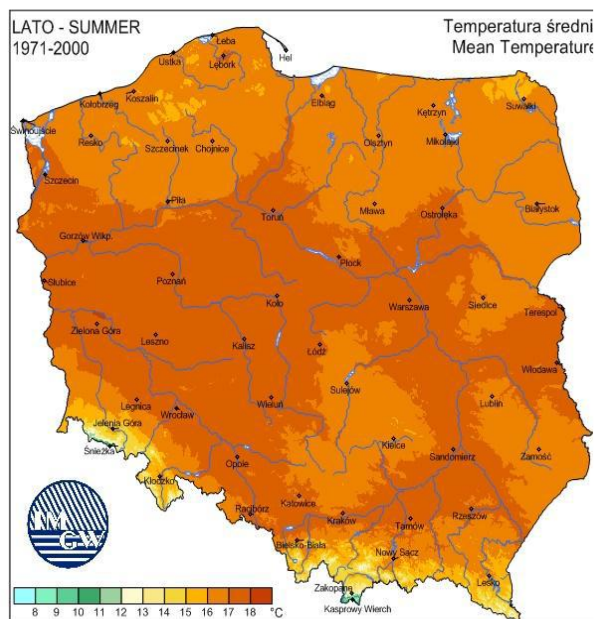 LATO - SUMMER
1971-2000
Temperatura średni
Mean Temperature
Łeba
Hel
Ustka
Lębork
Koszalin
Kołobrzeg
Elbląg
Kętrzyn
Suwałki
Świnoujście
Resko
Szczecinek
Chojnice
Olsztyn
Mikołajki
Szczecin
Piła
Toruń
Mława
Ostrołęka
Białystok
Gorzów Wlkp.
Płock
Słubice
Poznań
Koło
Warszawa
Siedlce
Terespol
Zielona Góra
Leszno
Kalisz
Łódź
Włodawa
Sulejów
Legnica
Wrocław
Wieluń
Lublin
Jelenia Góra
Kielce
Śnieżka
Opole
Sandomierz
Zamość
Kłodzko
Racibórz
Katowice
Kraków
Tarnów
Rzeszów
Bielsko-Biała
Nowy Sącz
Lesko
Zakopane
Kasprowy Wierch
IM
G.W
8 9 10 11 12 13 14 15 16 17 18 °C